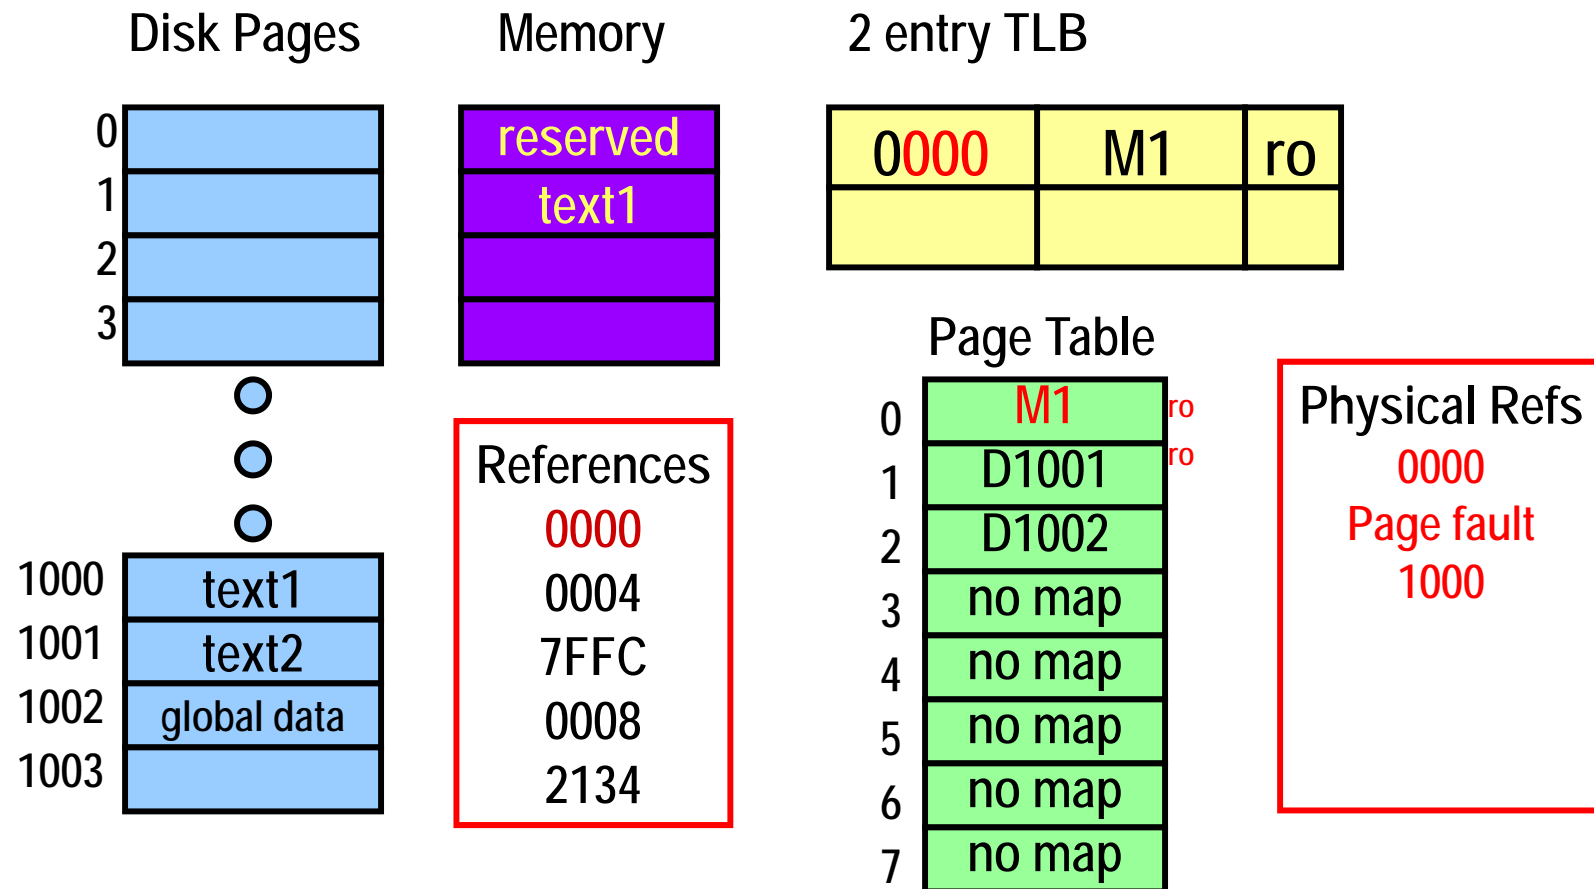 Disk Pages
Memory
2 entry TLB
0
1
2
3
reserved
text1
0000 M1 ro
1000 text1
1001 text2
1002 global data
1003
References
0000
0004
7FFC
0008
2134
Page Table
0 M1 ro
1 D1001 ro
2 D1002
3 no map
4 no map
5 no map
6 no map
7 no map
Physical Refs
0000
Page fault
1000